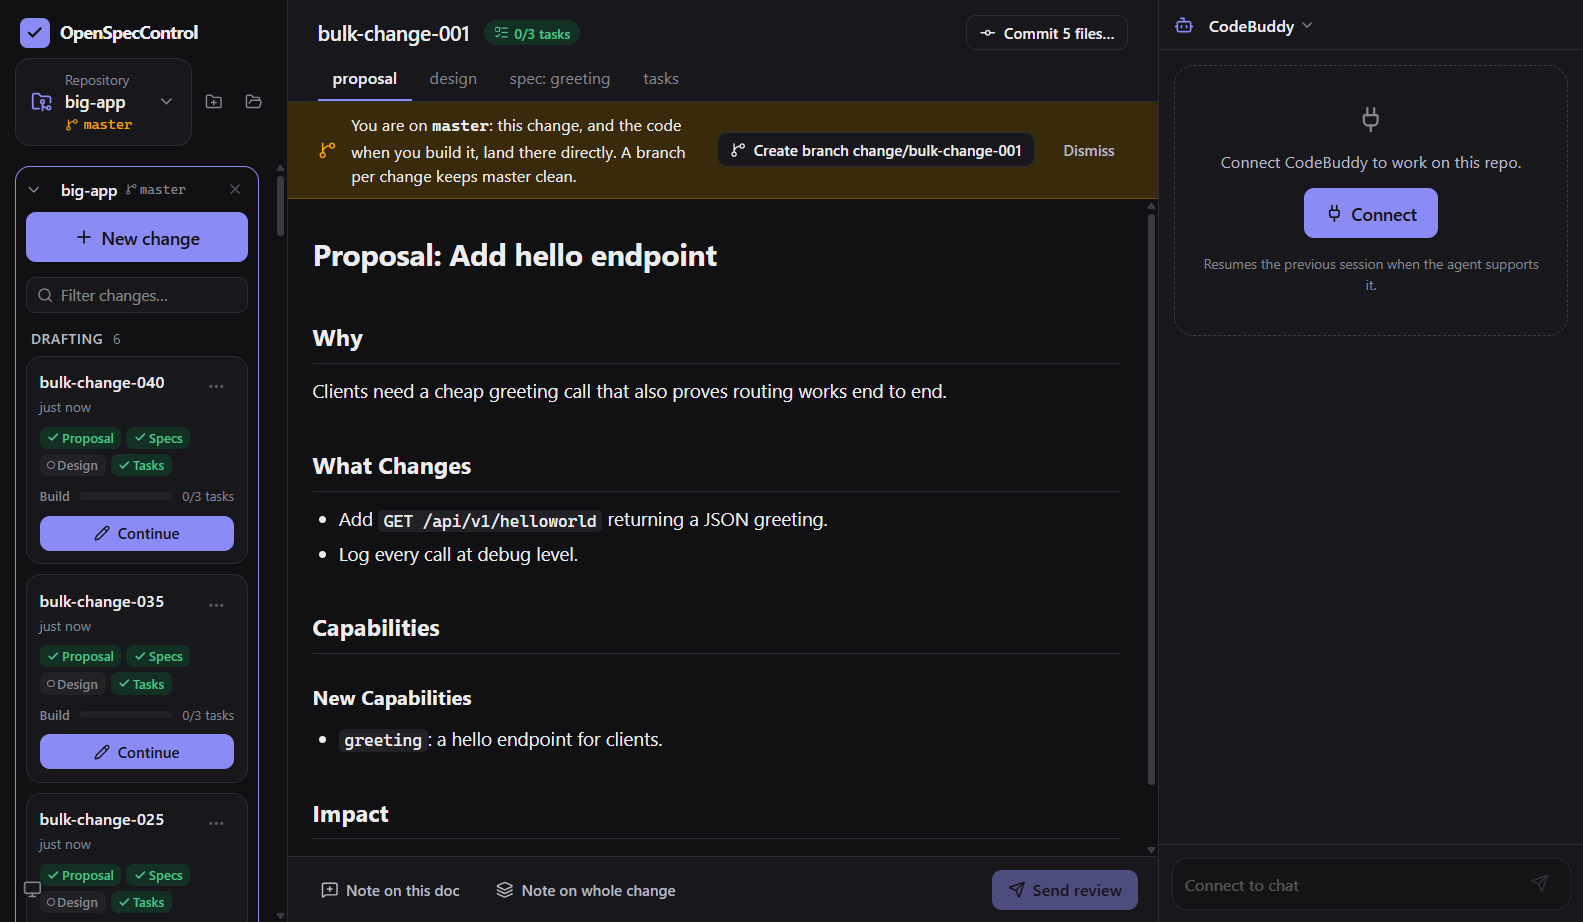 OpenSpecControl
Repository
big-app
master
big-app master
New change
Filter changes...
DRAFTING 6
bulk-change-040
just now
Proposal Specs
Design Tasks
Build 0/3 tasks
Continue
bulk-change-035
just now
Proposal Specs
Design Tasks
Build 0/3 tasks
Continue
bulk-change-025
just now
Proposal Specs
Design Tasks
bulk-change-001 0/3 tasks
Commit 5 files...
proposal design spec: greeting tasks
You are on master: this change, and the code
when you build it, land there directly. A branch
per change keeps master clean.
Create branch change/bulk-change-001 Dismiss
Proposal: Add hello endpoint
Why
Clients need a cheap greeting call that also proves routing works end to end.
What Changes
• Add GET /api/v1/helloworld returning a JSON greeting.
• Log every call at debug level.
Capabilities
New Capabilities
• greeting: a hello endpoint for clients.
Impact
Note on this doc Note on whole change Send review
CodeBuddy
Connect CodeBuddy to work on this repo.
Connect
Resumes the previous session when the agent supports
it.
Connect to chat